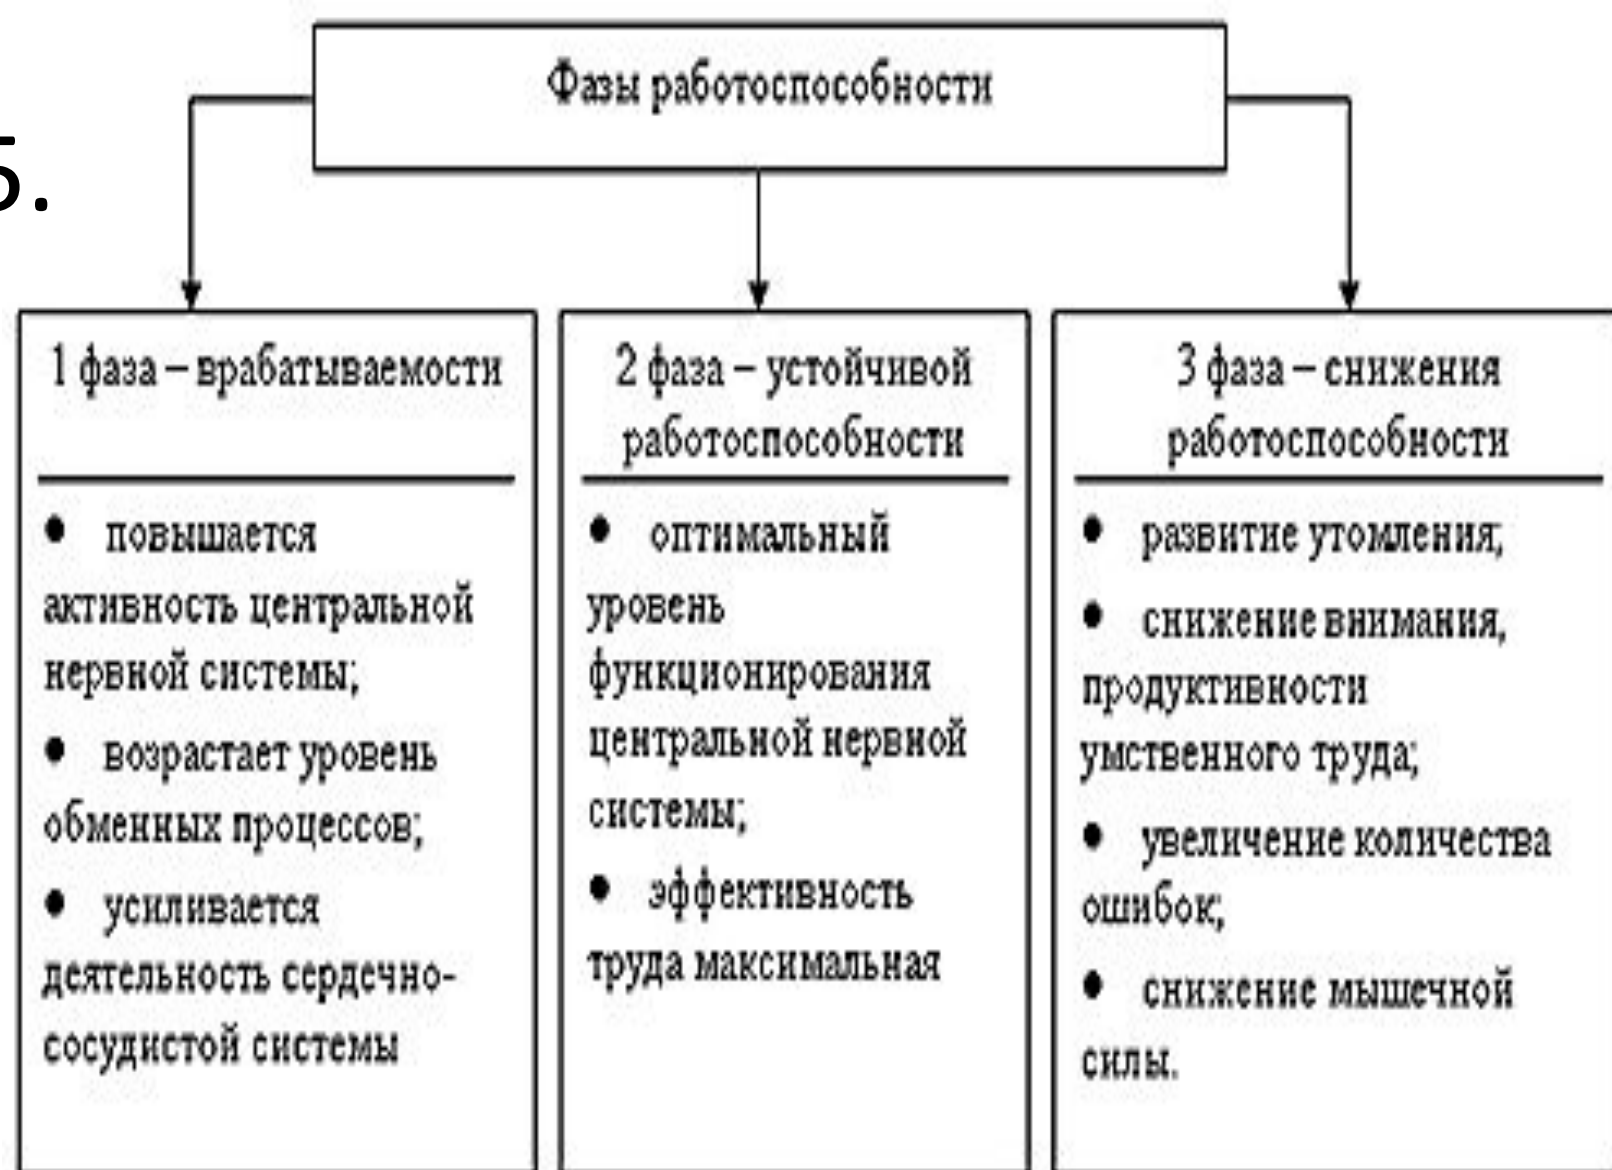 Фазы работоспособности
5.
1 фаза – врабатываемости
повышается
активность центральной
нервной системы;
возрастает уровень
обменных процессов;
усиливается
деятельность сердечно-
сосудистой системы
2 фаза – устойчивой
работоспособности
оптимальный
уровень
функционирования
центральной нервной
системы;
эффективность
труда максимальная
3 фаза – снижения
работоспособности
развитие утомления;
снижение внимания,
продуктивности
умственного труда;
увеличение количества
ошибок;
снижение мышечной
силы.